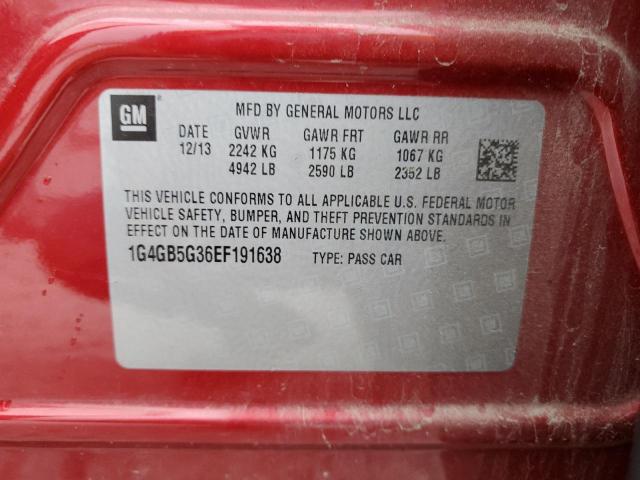 GM
MFD BY GENERAL MOTORS LLC
DATE GVWR GAWR FRT GAWR RR
12/13 2242 KG 1175 KG 1067 KG
4942 LB 2590 LB 2352 LB
THIS VEHICLE CONFORMS TO ALL APPLICABLE U.S. FEDERAL MOTOR
VEHICLE SAFETY, BUMPER, AND THEFT PREVENTION STANDARDS IN
EFFECT ON THE DATE OF MANUFACTURE SHOWN ABOVE.
1G4GB5G36EF191638 TYPE: PASS CAR